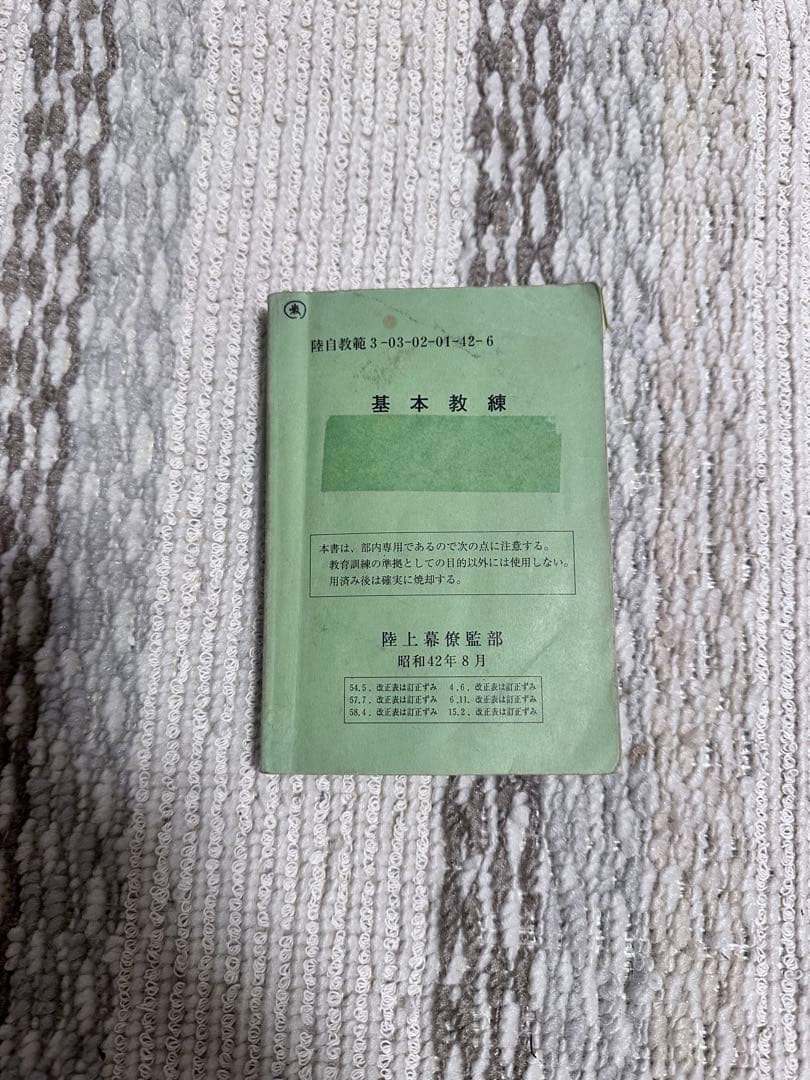 陸自教範3-03-02-01-42-6
基本教練
本書は、部内専用であるので次の点に注意する。
教育訓練の準拠としての目的以外には使用しない。
用済み後は確実に焼却する。
陸上幕僚監部
昭和42年8月
54.5. 改正表は訂正ずみ 4.6. 改正表は訂正ずみ
57.7. 改正表は訂正ずみ 6.11. 改正表は訂正ずみ
58.4. 改正表は訂正ずみ 15.2. 改正表は訂正ずみ